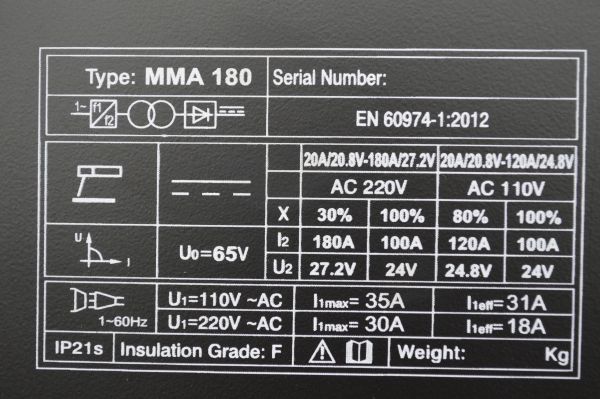 Type: MMA 180 Serial Number:
1~ f1 f2 EN 60974-1:2012
20A/20.8V-180A/27.2V 20A/20.8V-120A/24.8V
AC 220V AC 110V
X 30% 100% 80% 100%
U I U0=65V I2 180A 100A 120A 100A
U2 27.2V 24V 24.8V 24V
U1=110V ~AC I1max= 35A I1eff= 31A
1~60Hz U1=220V ~AC I1max= 30A I1eff= 18A
IP21s Insulation Grade: F Weight: Kg